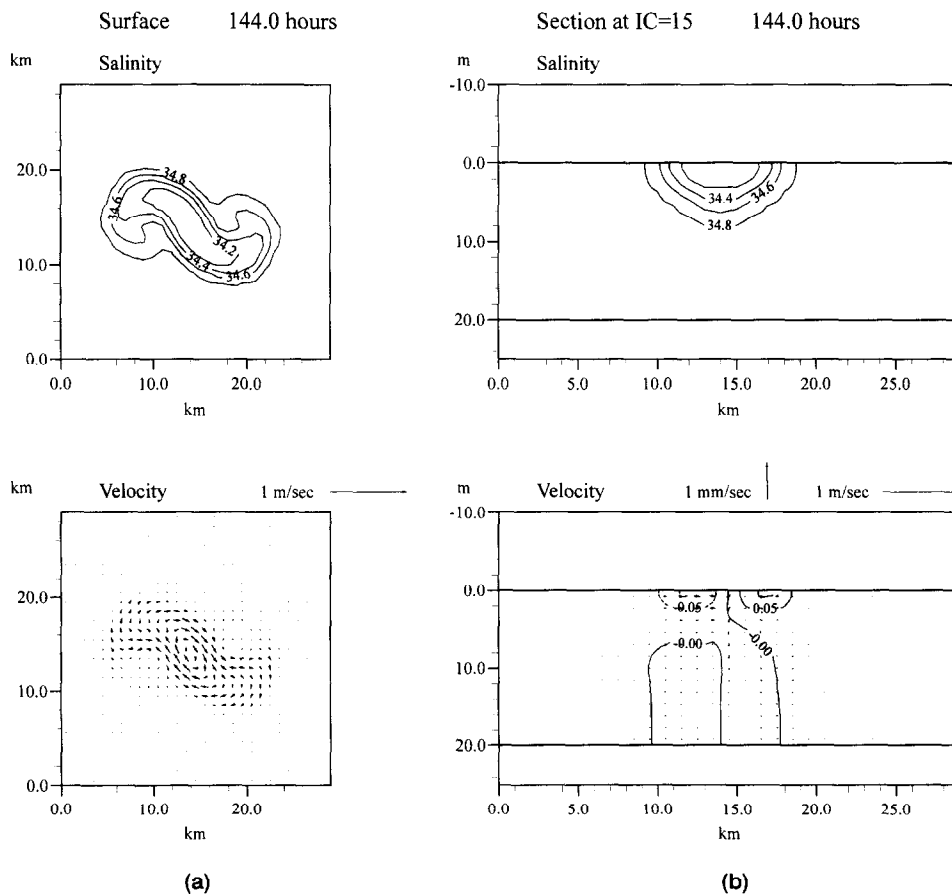 Surface 144.0 hours
km Salinity
20.0
10.0
0.0
0.0 10.0 20.0
km
34.8
34.6
34.2
34.4
34.6
Section at IC=15 144.0 hours
m Salinity
-10.0
0.0
10.0
20.0
0.0 5.0 10.0 15.0 20.0 25.0
km
34.4
34.6
34.8
km Velocity 1 m/sec
20.0
10.0
0.0
0.0 10.0 20.0
km
(a)
m Velocity 1 mm/sec 1 m/sec
-10.0
0.0
10.0
20.0
0.0 5.0 10.0 15.0 20.0 25.0
km
-0.05
0.05
-0.00
-0.00
(b)